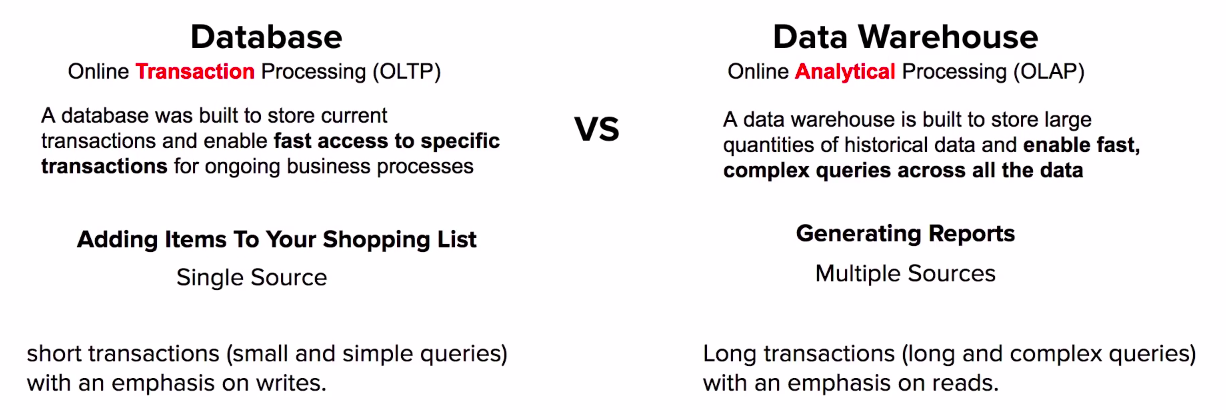 Database
Online Transaction Processing (OLTP)
A database was built to store current
transactions and enable fast access to specific
transactions for ongoing business processes
Adding Items To Your Shopping List
Single Source
short transactions (small and simple queries)
with an emphasis on writes.
VS
Data Warehouse
Online Analytical Processing (OLAP)
A data warehouse is built to store large
quantities of historical data and enable fast,
complex queries across all the data
Generating Reports
Multiple Sources
Long transactions (long and complex queries)
with an emphasis on reads.